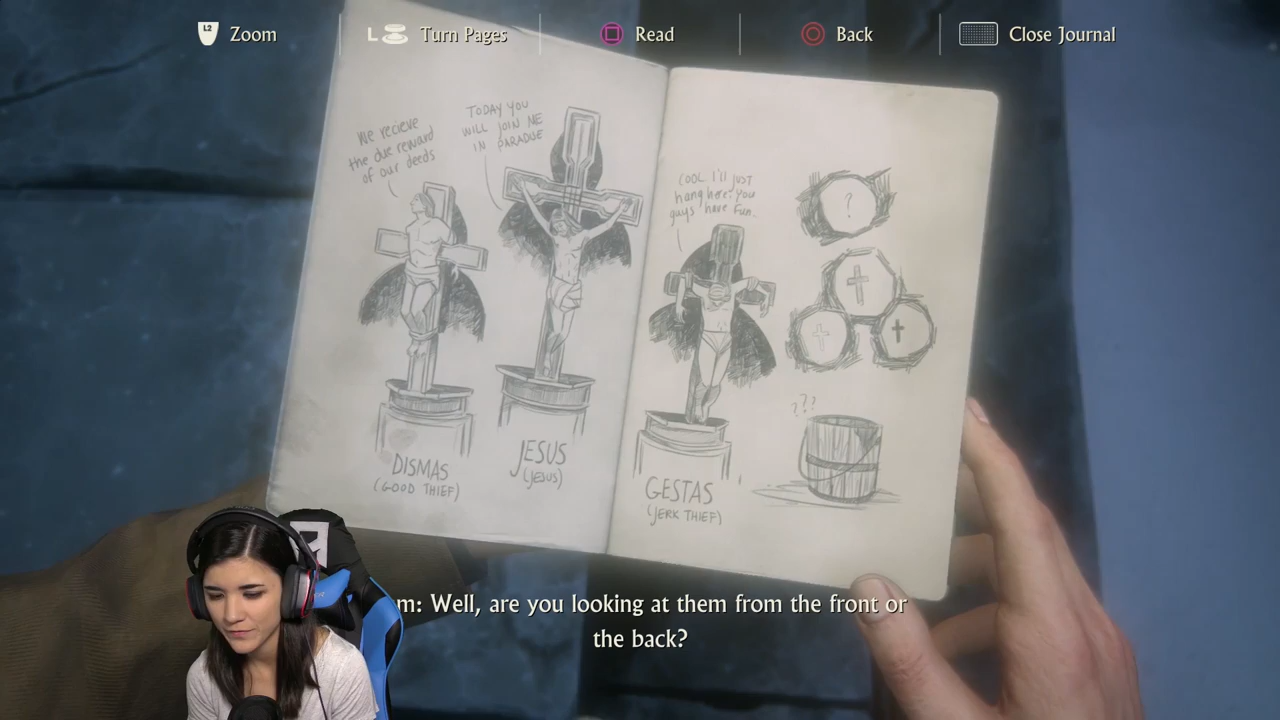 L2 Zoom
L Turn Pages
Read
Back
Close Journal
We recieve
the due reward
of our deeds
TODAY YOU
WILL JOIN ME
IN PARADISE
COOL. I'll JUST
hang here. You
guys have Fun..
?
DISMAS
(GOOD THIEF)
JESUS
(JESUS)
GESTAS
(JERK THIEF)
???
m: Well, are you looking at them from the front or
the back?